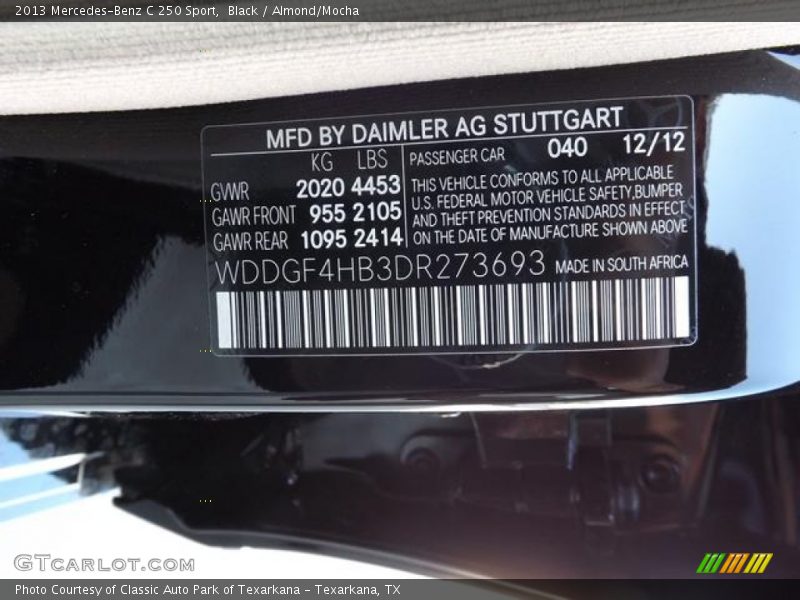 2013 Mercedes-Benz C 250 Sport, Black / Almond/Mocha
MFD BY DAIMLER AG STUTTGART
KG LBS
GVWR 2020 4453
GAWR FRONT 955 2105
GAWR REAR 1095 2414
PASSENGER CAR 040 12/12
THIS VEHICLE CONFORMS TO ALL APPLICABLE
U.S. FEDERAL MOTOR VEHICLE SAFETY,BUMPER
AND THEFT PREVENTION STANDARDS IN EFFECT
ON THE DATE OF MANUFACTURE SHOWN ABOVE
WDDGF4HB3DR273693 MADE IN SOUTH AFRICA
GTCARLOT.COM
Photo Courtesy of Classic Auto Park of Texarkana - Texarkana, TX